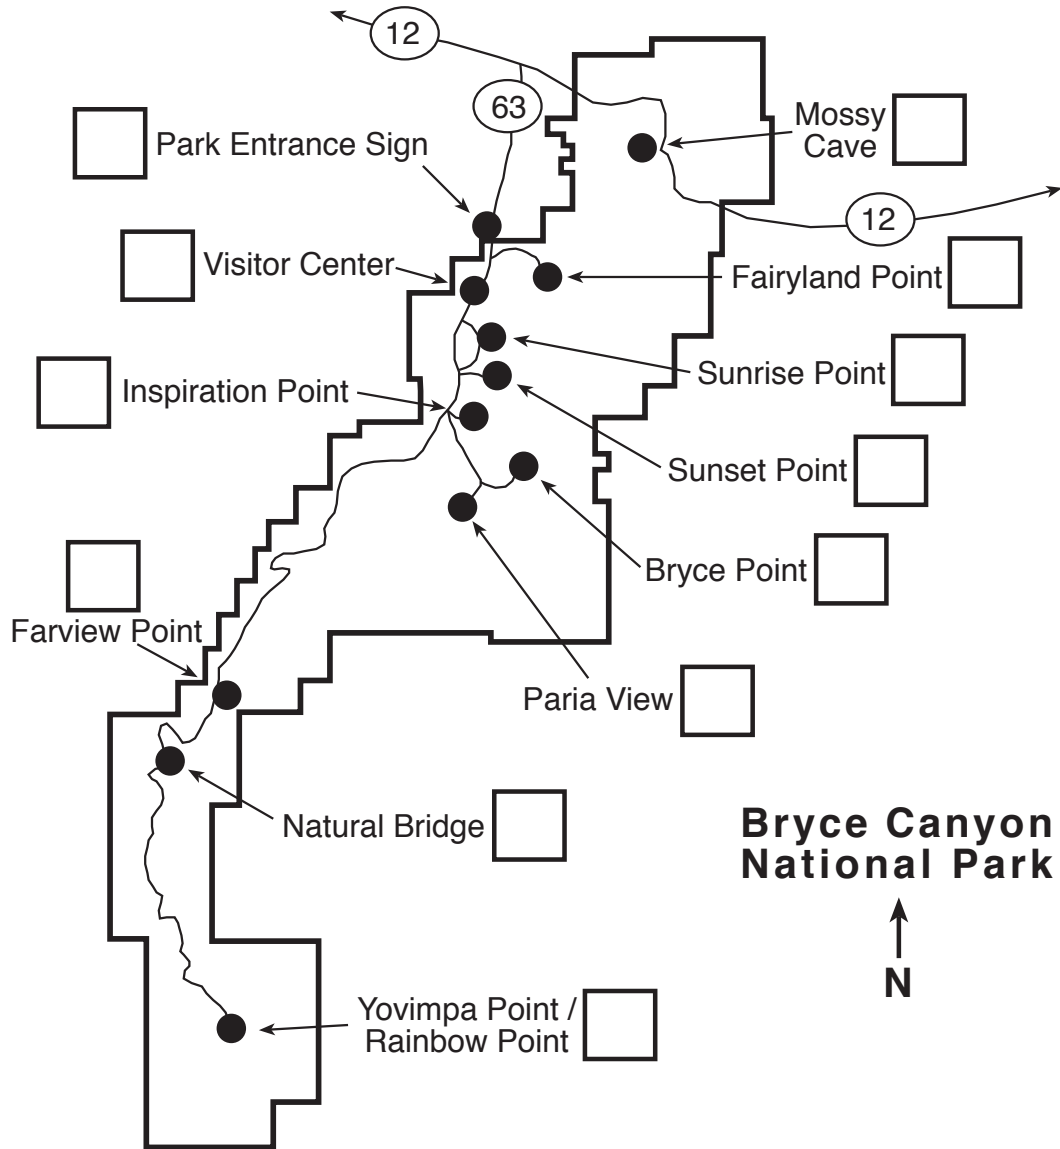 12
63
Mossy
Cave
Park Entrance Sign
12
Visitor Center
Fairyland Point
Sunrise Point
Inspiration Point
Sunset Point
Bryce Point
Farview Point
Paria View
Natural Bridge
Bryce Canyon
National Park
N
Yovimpa Point /
Rainbow Point